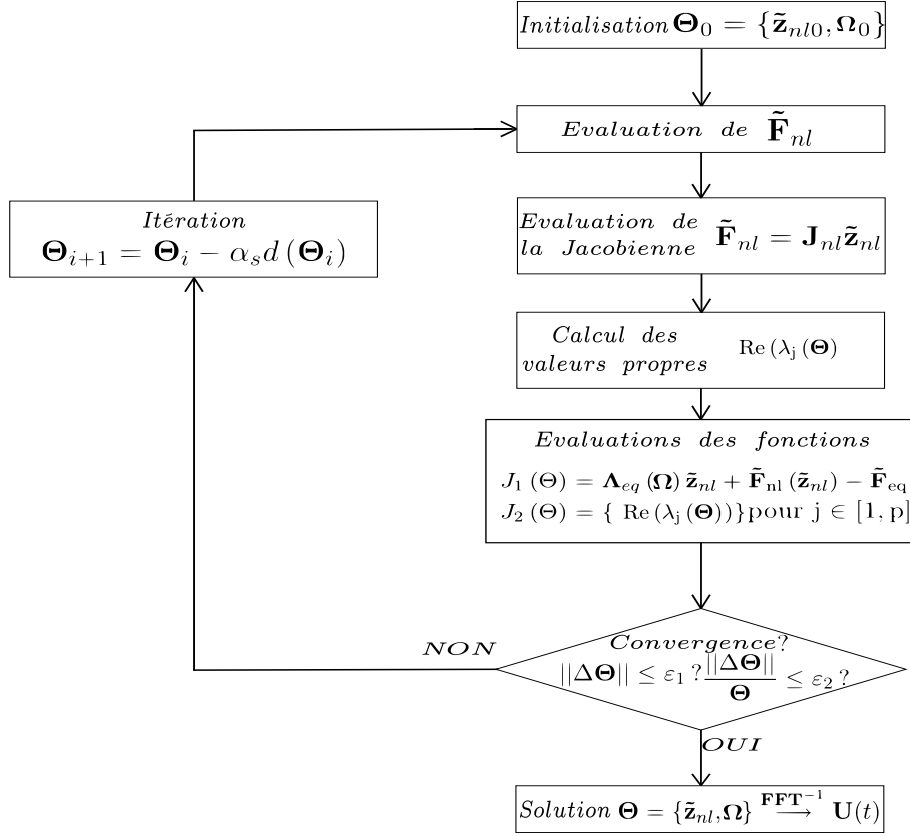 Initialisation Θ₀ = {z̃ₙₗ₀, Ω₀}
Evaluation de F̃ₙₗ
Itération
Θᵢ₊₁ = Θᵢ − αₛd (Θᵢ)
Evaluation de
la Jacobienne F̃ₙₗ = Jₙₗz̃ₙₗ
Calcul des
valeurs propres Re (λⱼ (Θ)
Evaluations des fonctions
J₁ (Θ) = Λ_eq (Ω) z̃ₙₗ + F̃ₙₗ (z̃ₙₗ) − F̃_eq
J₂ (Θ) = { Re (λⱼ (Θ))} pour j ∈ [1, p]
NON
Convergence?
||ΔΘ|| ≤ ε₁ ? ||ΔΘ||/Θ ≤ ε₂ ?
OUI
Solution Θ = {z̃ₙₗ,Ω} FFT⁻¹ ⟶ U(t)